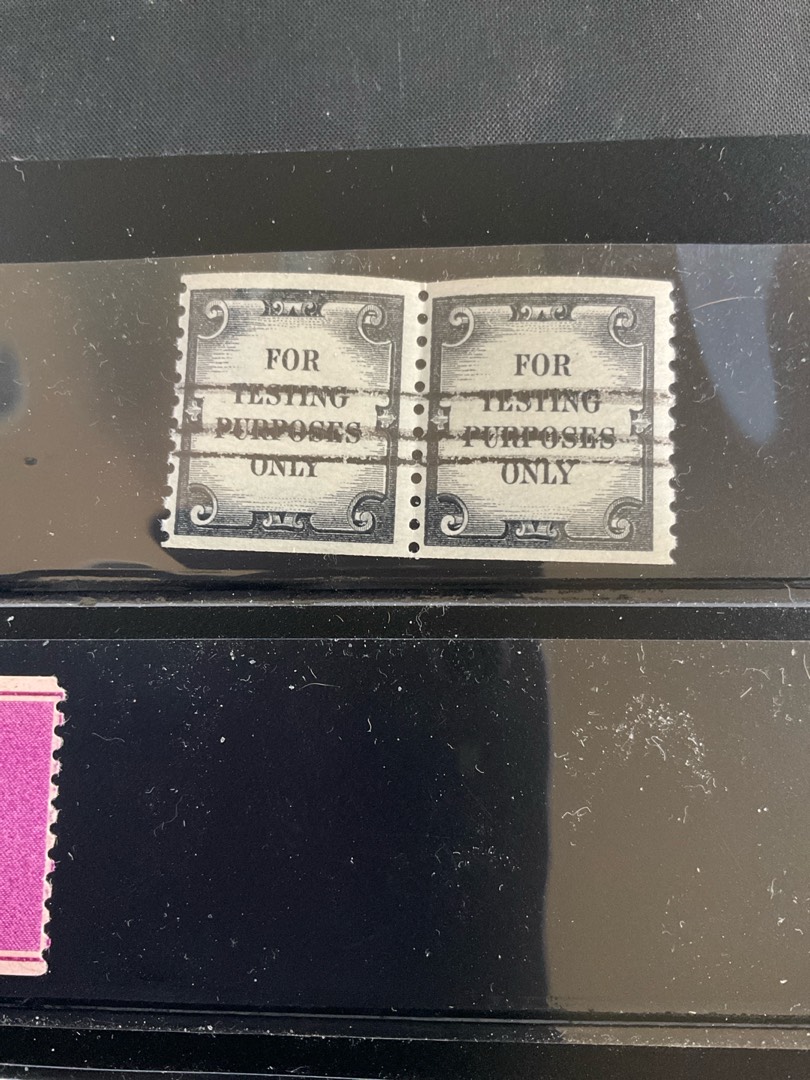 FOR
TESTING
PURPOSES
ONLY
FOR
TESTING
PURPOSES
ONLY